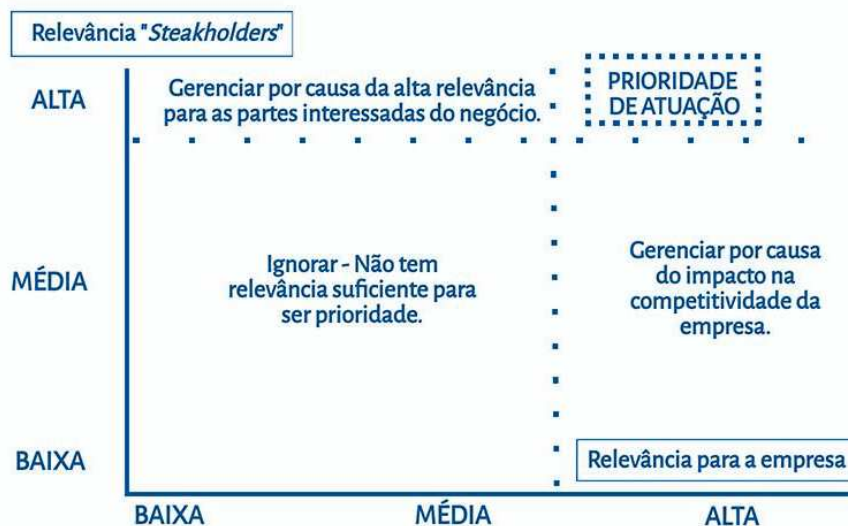 Relevância "Steakholders"
ALTA
Gerenciar por causa da alta relevância
para as partes interessadas do negócio.
PRIORIDADE
DE ATUAÇÃO
MÉDIA
Ignorar - Não tem
relevância suficiente para
ser prioridade.
Gerenciar por causa
do impacto na
competitividade da
empresa.
BAIXA
Relevância para a empresa
BAIXA
MÉDIA
ALTA